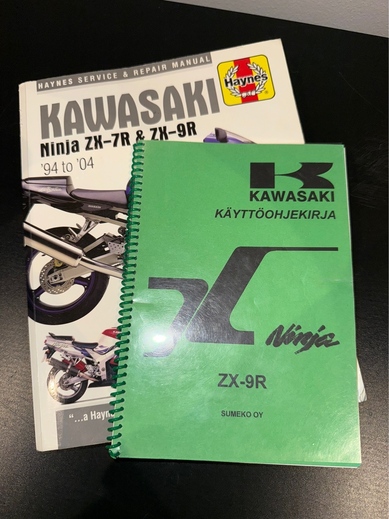 HAYNES SERVICE & REPAIR MANUAL
Haynes
KAWASAKI
Ninja ZX-7R & ZX-9R
'94 to '04
"...a Hayn
KAWASAKI
KÄYTTÖOHJEKIRJA
Ninja
ZX-9R
SUMEKO OY